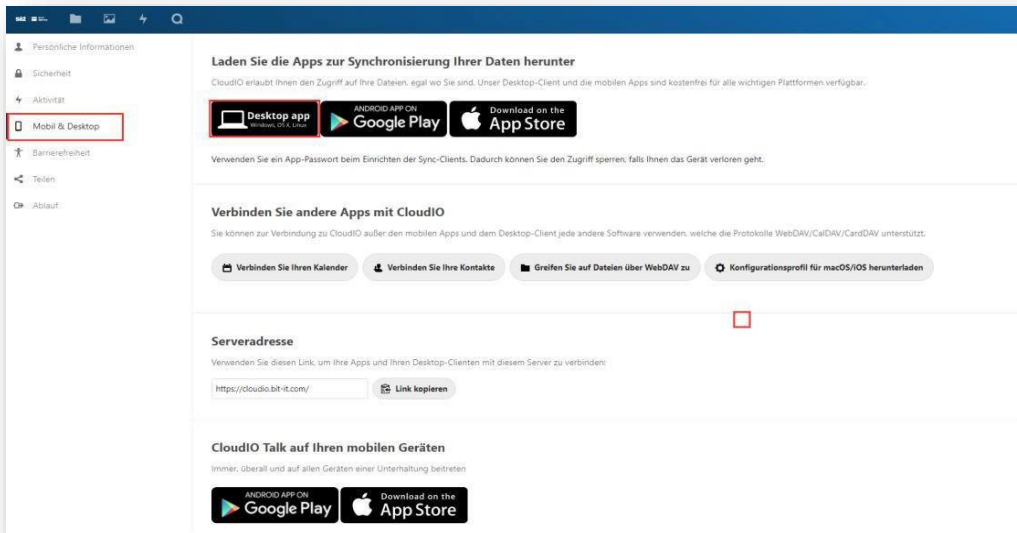 Persönliche Informationen
Sicherheit
Aktivität
Mobil & Desktop
Barrierefreiheit
Teilen
Ablauf
Laden Sie die Apps zur Synchronisierung Ihrer Daten herunter
CloudIO erlaubt Ihnen den Zugriff auf Ihre Dateien, egal wo Sie sind. Unser Desktop-Client und die mobilen Apps sind kostenfrei für alle wichtigen Plattformen verfügbar.
Desktop app
Windows, OS X, Linux
ANDROID APP ON
Google Play
Download on the
App Store
Verwenden Sie ein App-Passwort beim Einrichten der Sync-Clients. Dadurch können Sie den Zugriff sperren, falls Ihnen das Gerät verloren geht.
Verbinden Sie andere Apps mit CloudIO
Sie können zur Verbindung zu CloudIO außer den mobilen Apps und dem Desktop-Client jede andere Software verwenden, welche die Protokolle WebDAV/CalDAV/CardDAV unterstützt.
Verbinden Sie Ihren Kalender
Verbinden Sie Ihre Kontakte
Greifen Sie auf Dateien über WebDAV zu
Konfigurationsprofil für macOS/iOS herunterladen
Serveradresse
Verwenden Sie diesen Link, um Ihre Apps und Ihren Desktop-Clienten mit diesem Server zu verbinden:
https://cloudio.bit-it.com/
Link kopieren
CloudIO Talk auf Ihren mobilen Geräten
Immer, überall und auf allen Geräten einer Unterhaltung beitreten
ANDROID APP ON
Google Play
Download on the
App Store